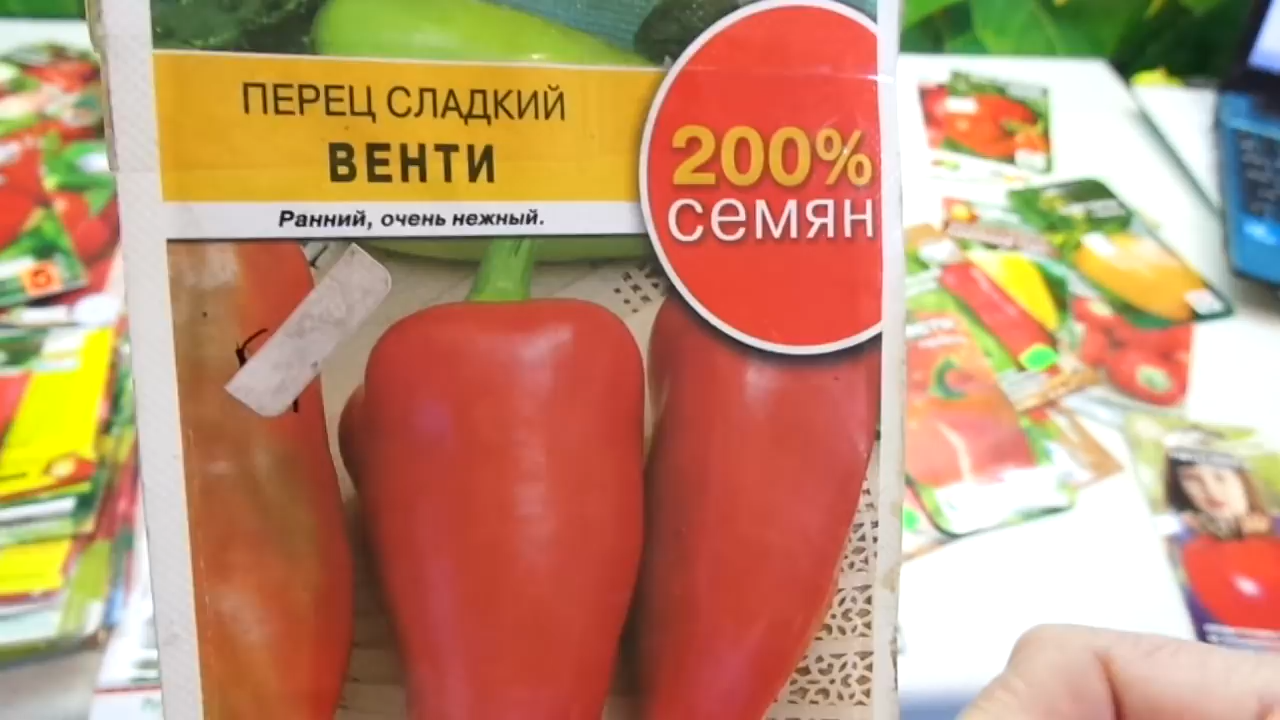 ПЕРЕЦ СЛАДКИЙ
ВЕНТИ
Ранний, очень нежный.
200%
семян